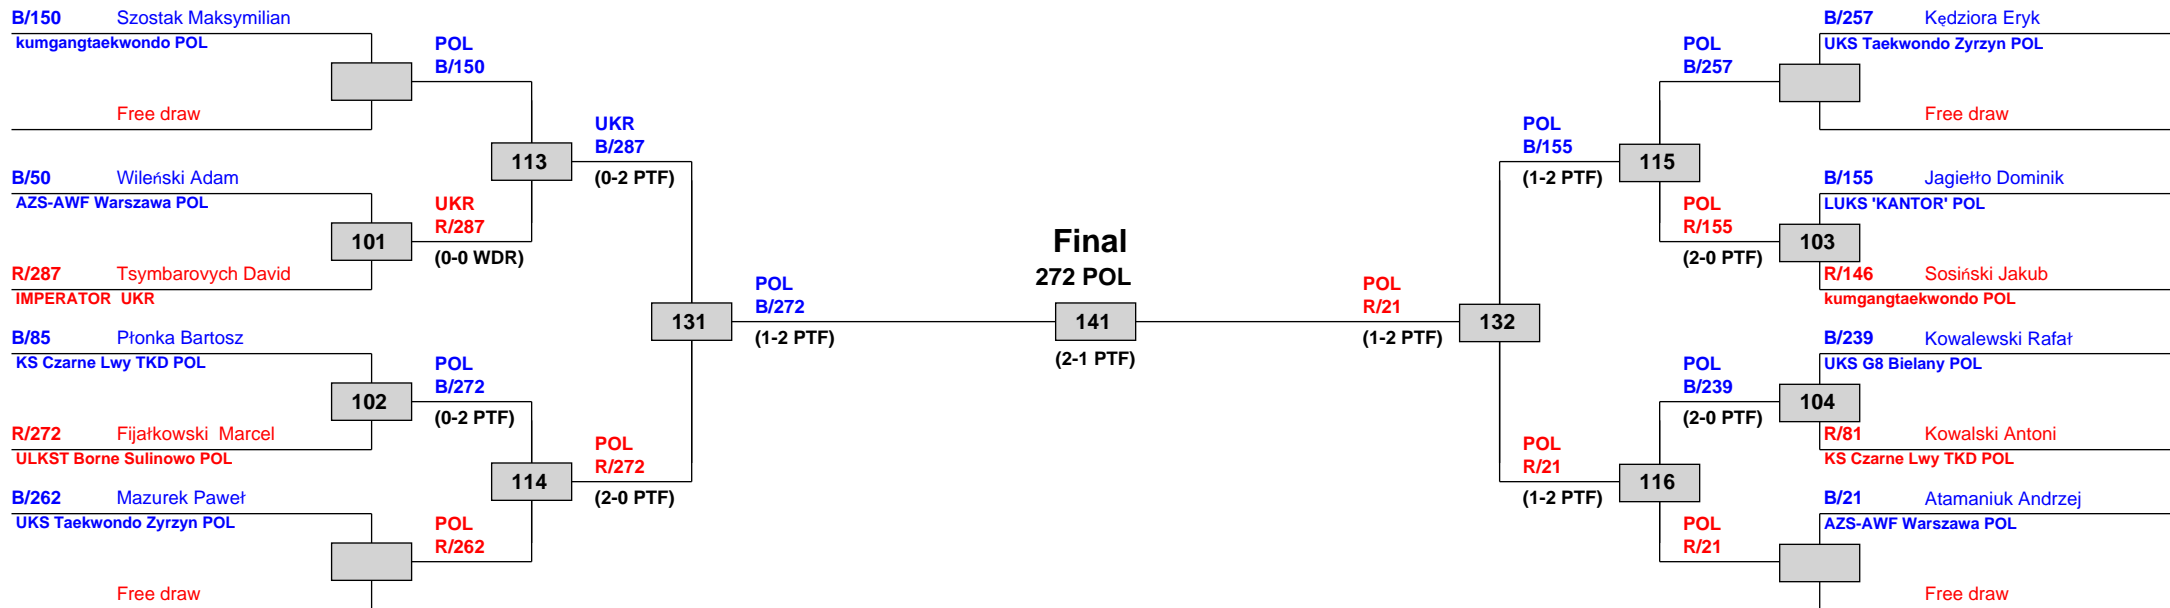 B/150 Szostak Maksymilian
kumgangtaekwondo POL
Free draw
B/50 Wileński Adam
AZS-AWF Warszawa POL
R/287 Tsymbarovych David
IMPERATOR UKR
B/85 Płonka Bartosz
KS Czarne Lwy TKD POL
R/272 Fijałkowski Marcel
ULKST Borne Sulinowo POL
B/262 Mazurek Paweł
UKS Taekwondo Zyrzyn POL
Free draw
101
102
POL
B/150
UKR
R/287
(0-0 WDR)
POL
B/272
(0-2 PTF)
POL
R/262
113
114
UKR
B/287
(0-2 PTF)
POL
R/272
(2-0 PTF)
131
POL
B/272
(1-2 PTF)
Final
272 POL
141
(2-1 PTF)
POL
R/21
(1-2 PTF)
132
POL
B/155
(1-2 PTF)
POL
R/21
(1-2 PTF)
115
116
POL
B/257
POL
R/155
(2-0 PTF)
POL
B/239
(2-0 PTF)
POL
R/21
103
104
B/257 Kędziora Eryk
UKS Taekwondo Zyrzyn POL
Free draw
B/155 Jagiełło Dominik
LUKS 'KANTOR' POL
R/146 Sosiński Jakub
kumgangtaekwondo POL
B/239 Kowalewski Rafał
UKS G8 Bielany POL
R/81 Kowalski Antoni
KS Czarne Lwy TKD POL
B/21 Atamaniuk Andrzej
AZS-AWF Warszawa POL
Free draw